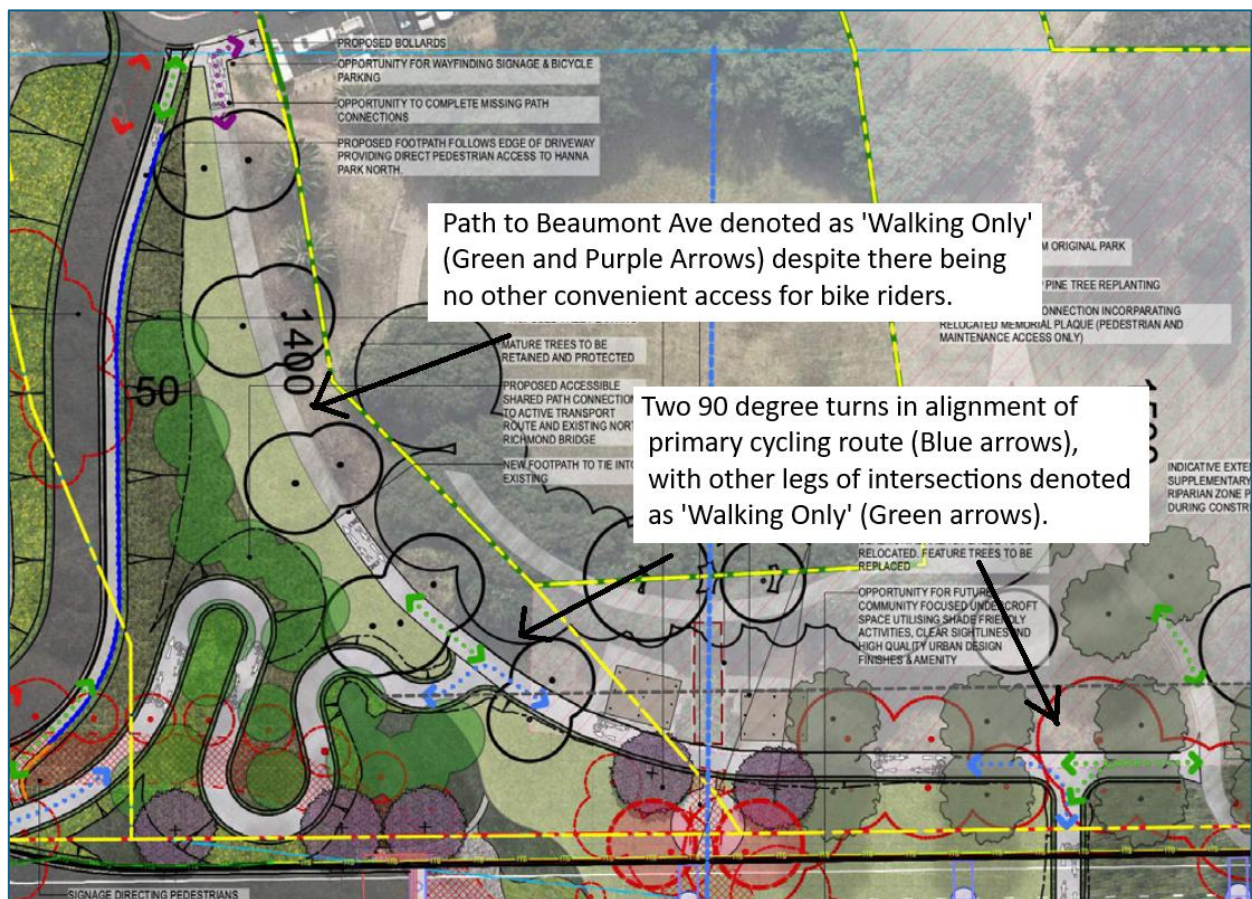 PROPOSED BOLLARDS
OPPORTUNITY FOR WAYFINDING SIGNAGE & BICYCLE
PARKING
OPPORTUNITY TO COMPLETE MISSING PATH
CONNECTIONS
PROPOSED FOOTPATH FOLLOWS EDGE OF DRIVEWAY
PROVIDING DIRECT PEDESTRIAN ACCESS TO HANNA
PARK NORTH.
Path to Beaumont Ave denoted as 'Walking Only'
(Green and Purple Arrows) despite there being
no other convenient access for bike riders.
ORIGINAL PARK
PINE TREE REPLANTING
INCORPARATING
RELOCATED MEMORIAL PLAQUE (PEDESTRIAN AND
MAINTENANCE ACCESS ONLY)
1400
50
MATURE TREES TO BE
RETAINED AND PROTECTED
PROPOSED ACCESSIBLE
SHARED PATH CONNECTION
TO ACTIVE TRANSPORT
ROUTE AND EXISTING
RICHMOND BRIDGE
NEW FOOTPATH TO TIE INTO
EXISTING
Two 90 degree turns in alignment of
primary cycling route (Blue arrows),
with other legs of intersections denoted
as 'Walking Only' (Green arrows).
INDICATIVE
SUPPLEMENTARY
RIPARIAN ZONE
DURING
RELOCATED. FEATURE TREES TO BE
REPLACED
OPPORTUNITY FOR FUTURE
COMMUNITY FOCUSED UNDERCROFT
SPACE UTILISING SHADE FRIENDLY
ACTIVITIES, CLEAR SIGHTLINES AND
HIGH QUALITY URBAN DESIGN
FINISHES & AMENITY
SIGNAGE DIRECTING PEDESTRIANS